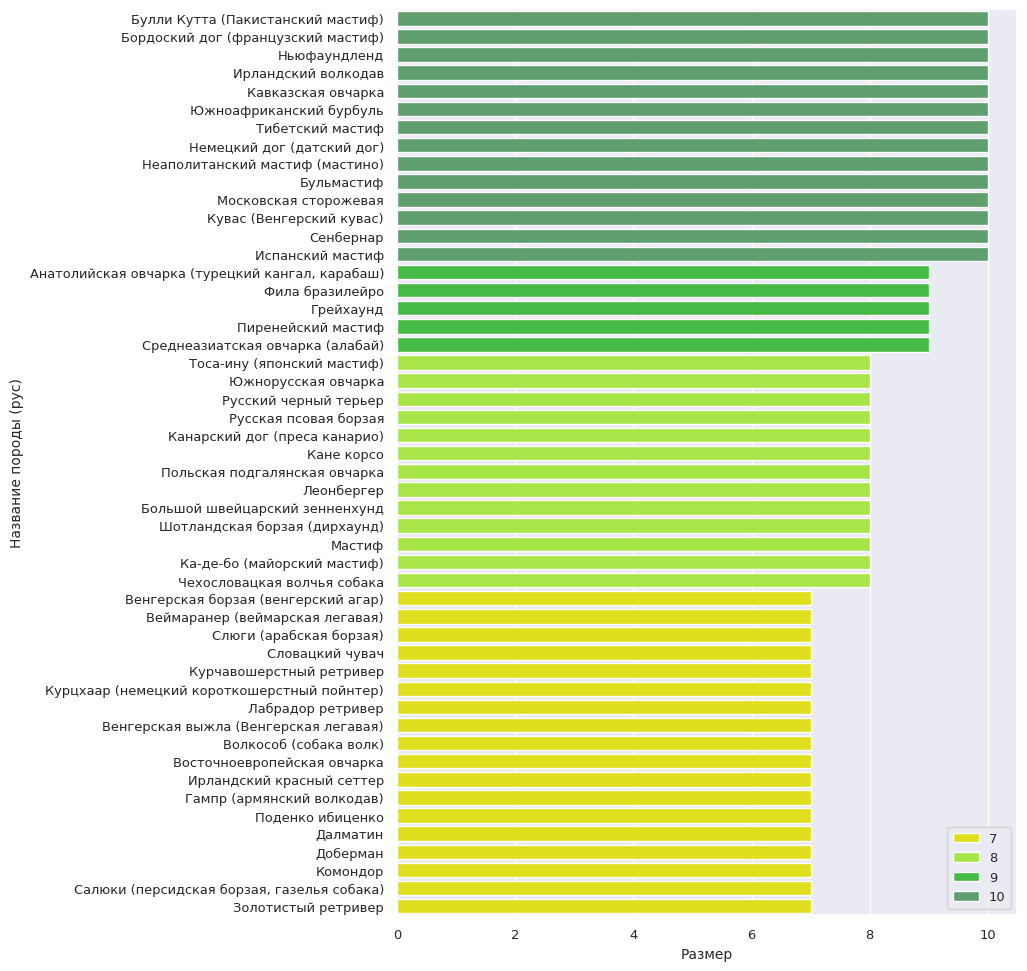 Булли Кутта (Пакистанский мастиф)
Бордоский дог (французский мастиф)
Ньюфаундленд
Ирландский волкодав
Кавказская овчарка
Южноафриканский бурбуль
Тибетский мастиф
Немецкий дог (датский дог)
Неаполитанский мастиф (мастино)
Бульмастиф
Московская сторожевая
Кувас (Венгерский кувас)
Сенбернар
Испанский мастиф
Анатолийская овчарка (турецкий кангал, карабаш)
Фила бразилейро
Грейхаунд
Пиренейский мастиф
Среднеазиатская овчарка (алабай)
Тоса-ину (японский мастиф)
Южнорусская овчарка
Русский черный терьер
Русская псовая борзая
Канарский дог (преса канарио)
Кане корсо
Польская подгалянская овчарка
Леонбергер
Большой швейцарский зенненхунд
Шотландская борзая (дирхаунд)
Мастиф
Ка-де-бо (майорский мастиф)
Чехословацкая волчья собака
Венгерская борзая (венгерский агар)
Веймаранер (веймарская легавая)
Слюги (арабская борзая)
Словацкий чувач
Курчавошерстный ретривер
Курцхаар (немецкий короткошерстный пойнтер)
Лабрадор ретривер
Венгерская выжла (Венгерская легавая)
Волкособ (собака волк)
Восточноевропейская овчарка
Ирландский красный сеттер
Гампр (армянский волкодав)
Поденко ибиценко
Далматин
Доберман
Комондор
Салюки (персидская борзая, газелья собака)
Золотистый ретривер
Название породы (рус)
0 2 4 6 8 10
Размер
7
8
9
10